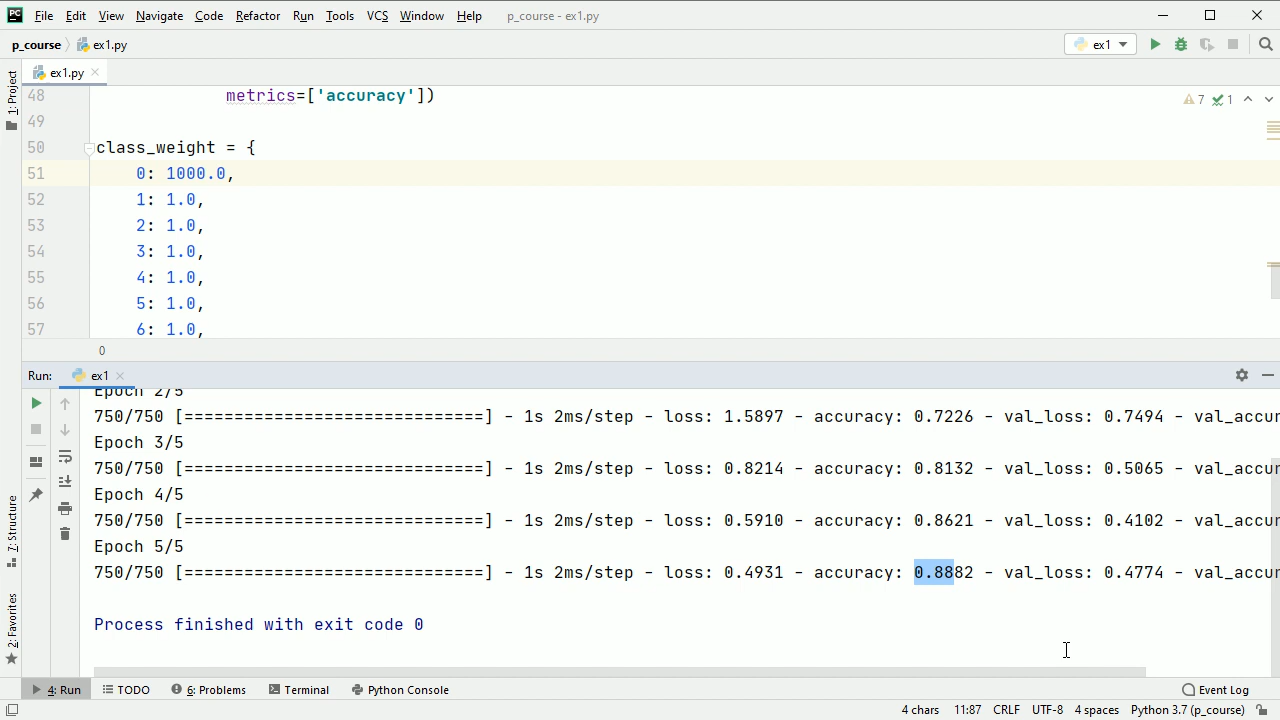 File Edit View Navigate Code Refactor Run Tools VCS Window Help p_course - ex1.py
p_course ex1.py ex1
1: Project
ex1.py
48 metrics=['accuracy'])
7 1
49
50 class_weight = {
51 0: 1000.0,
52 1: 1.0,
53 2: 1.0,
54 3: 1.0,
55 4: 1.0,
56 5: 1.0,
57 6: 1.0,
0
Run: ex1
Epoch 2/5
750/750 [==============================] - 1s 2ms/step - loss: 1.5897 - accuracy: 0.7226 - val_loss: 0.7494 - val_accur
Epoch 3/5
750/750 [==============================] - 1s 2ms/step - loss: 0.8214 - accuracy: 0.8132 - val_loss: 0.5065 - val_accur
Epoch 4/5
750/750 [==============================] - 1s 2ms/step - loss: 0.5910 - accuracy: 0.8621 - val_loss: 0.4102 - val_accur
Epoch 5/5
750/750 [==============================] - 1s 2ms/step - loss: 0.4931 - accuracy: 0.8882 - val_loss: 0.4774 - val_accur
Process finished with exit code 0
7: Structure
2: Favorites
4: Run TODO 6: Problems Terminal Python Console Event Log
4 chars 11:87 CRLF UTF-8 4 spaces Python 3.7 (p_course)